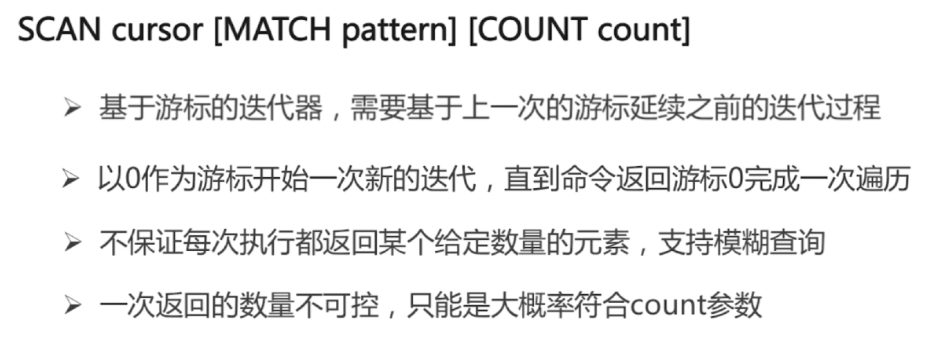 SCAN cursor [MATCH pattern] [COUNT count]
➢ 基于游标的迭代器，需要基于上一次的游标延续之前的迭代过程
➢ 以0作为游标开始一次新的迭代，直到命令返回游标0完成一次遍历
➢ 不保证每次执行都返回某个给定数量的元素，支持模糊查询
➢ 一次返回的数量不可控，只能是大概率符合count参数